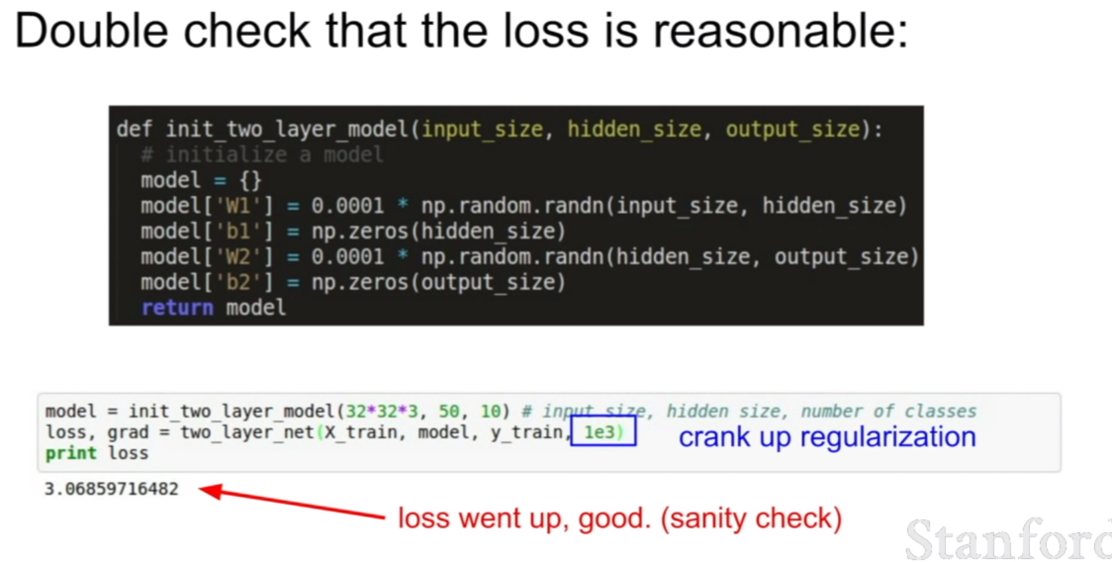 Double check that the loss is reasonable:
def init_two_layer_model(input_size, hidden_size, output_size):
# initialize a model
model = {}
model['W1'] = 0.0001 * np.random.randn(input_size, hidden_size)
model['b1'] = np.zeros(hidden_size)
model['W2'] = 0.0001 * np.random.randn(hidden_size, output_size)
model['b2'] = np.zeros(output_size)
return model
model = init_two_layer_model(32*32*3, 50, 10) # input size, hidden size, number of classes
loss, grad = two_layer_net(X_train, model, y_train, 1e3) crank up regularization
print loss
3.06859716482
loss went up, good. (sanity check)
Stanford